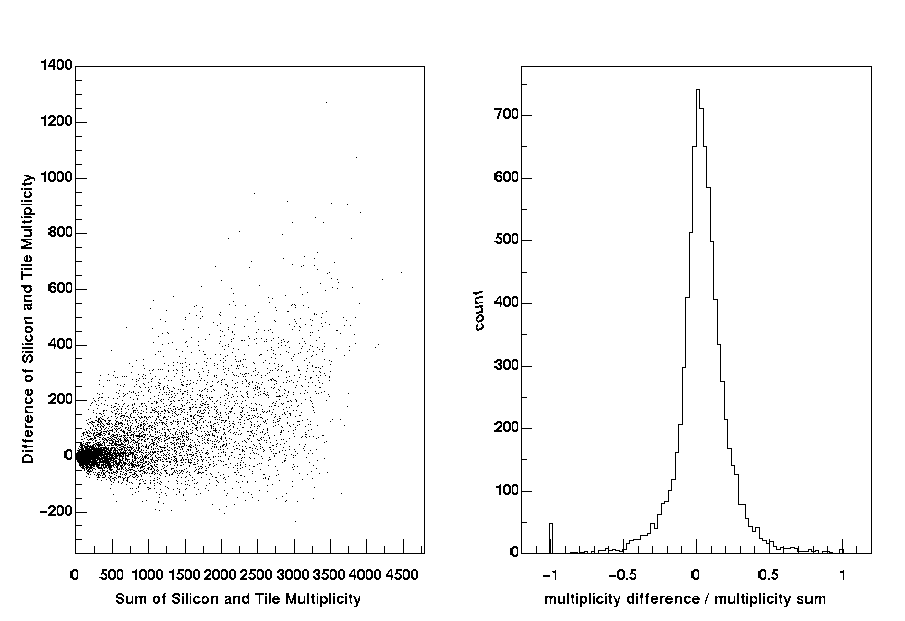 1400
1200
1000
800
600
400
200
0
−200
Difference of Silicon and Tile Multiplicity
0 500 1000 1500 2000 2500 3000 3500 4000 4500
Sum of Silicon and Tile Multiplicity
700
600
500
400
300
200
100
0
count
−1 −0.5 0 0.5 1
multiplicity difference / multiplicity sum